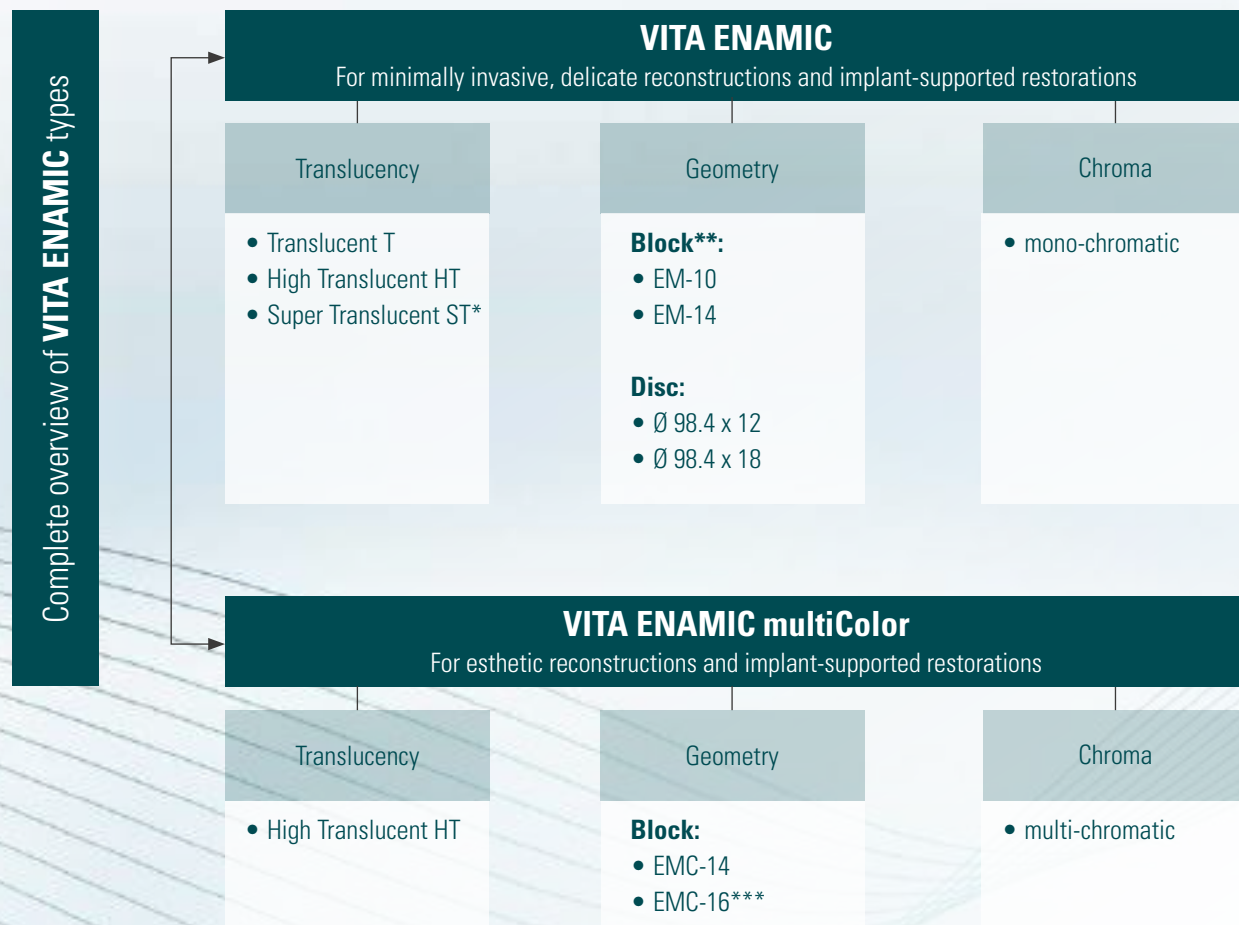 Complete overview of VITA ENAMIC types
VITA ENAMIC
For minimally invasive, delicate reconstructions and implant-supported restorations
Translucency
• Translucent T
• High Translucent HT
• Super Translucent ST*
Geometry
Block**:
• EM-10
• EM-14
Disc:
• Ø 98.4 x 12
• Ø 98.4 x 18
Chroma
• mono-chromatic
VITA ENAMIC multiColor
For esthetic reconstructions and implant-supported restorations
Translucency
• High Translucent HT
Geometry
Block:
• EMC-14
• EMC-16***
Chroma
• multi-chromatic